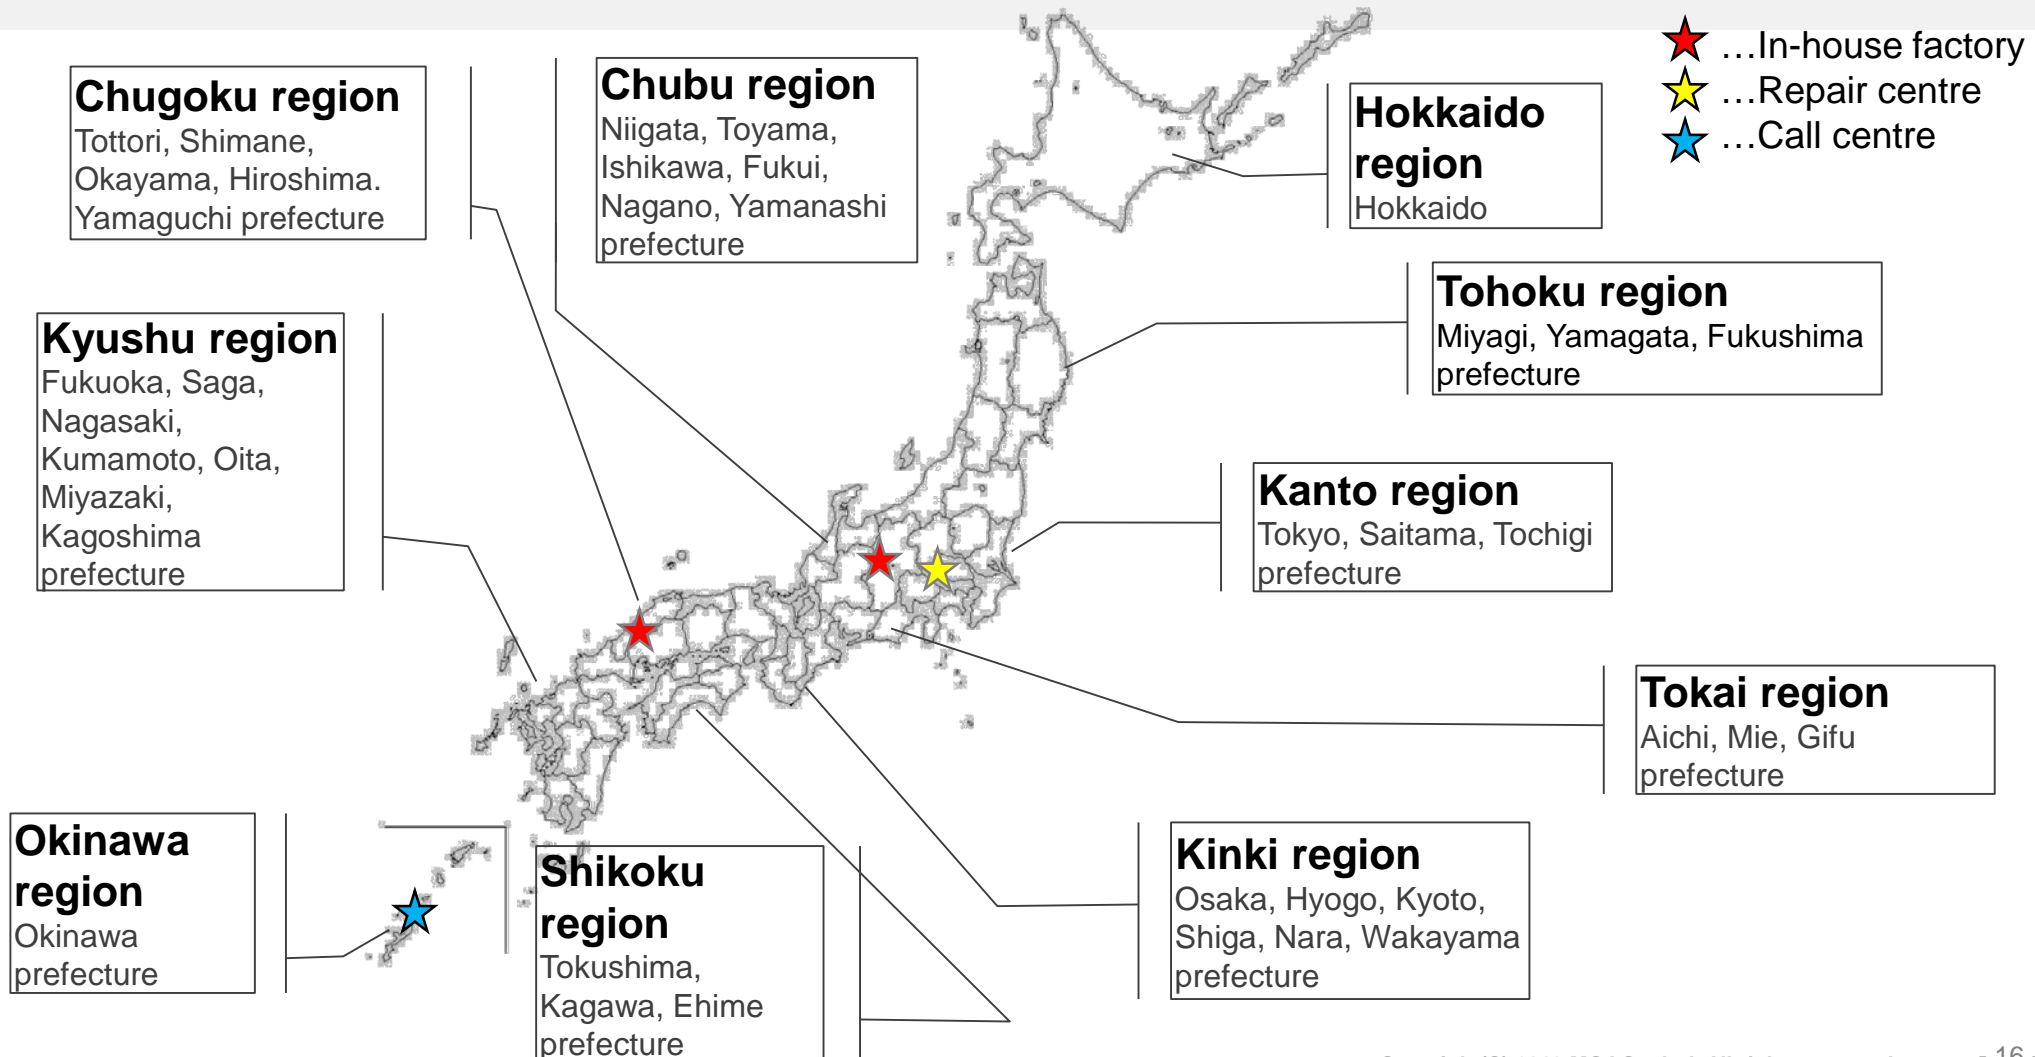 …In-house factory
…Repair centre
…Call centre
Chugoku region
Tottori, Shimane,
Okayama, Hiroshima.
Yamaguchi prefecture
Chubu region
Niigata, Toyama,
Ishikawa, Fukui,
Nagano, Yamanashi
prefecture
Hokkaido
region
Hokkaido
Tohoku region
Miyagi, Yamagata, Fukushima
prefecture
Kyushu region
Fukuoka, Saga,
Nagasaki,
Kumamoto, Oita,
Miyazaki,
Kagoshima
prefecture
Kanto region
Tokyo, Saitama, Tochigi
prefecture
Tokai region
Aichi, Mie, Gifu
prefecture
Okinawa
region
Okinawa
prefecture
Shikoku
region
Tokushima,
Kagawa, Ehime
prefecture
Kinki region
Osaka, Hyogo, Kyoto,
Shiga, Nara, Wakayama
prefecture
16